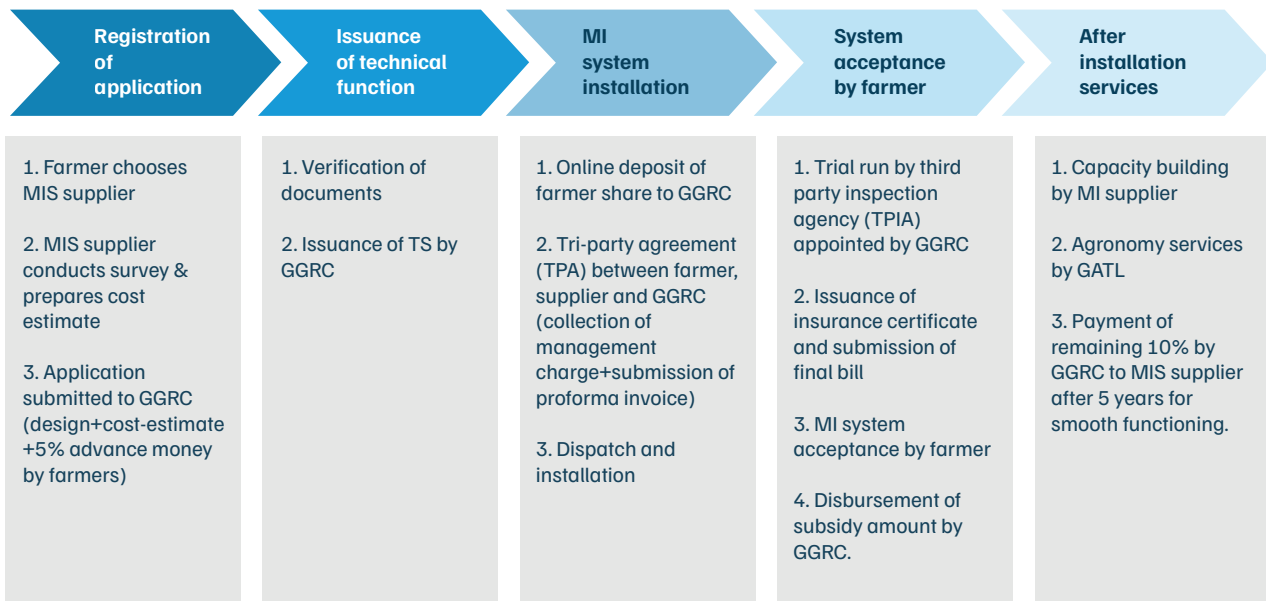 Registration
of
application
Issuance
of technical
function
MI
system
installation
System
acceptance
by farmer
After
installation
services
1. Farmer chooses
MIS supplier
2. MIS supplier
conducts survey &
prepares cost
estimate
3. Application
submitted to GGRC
(design+cost-estimate
+5% advance money
by farmers)
1. Verification of
documents
2. Issuance of TS by
GGRC
1. Online deposit of
farmer share to GGRC
2. Tri-party agreement
(TPA) between farmer,
supplier and GGRC
(collection of
management
charge+submission of
proforma invoice)
3. Dispatch and
installation
1. Trial run by third
party inspection
agency (TPIA)
appointed by GGRC
2. Issuance of
insurance certificate
and submission of
final bill
3. MI system
acceptance by farmer
4. Disbursement of
subsidy amount by
GGRC.
1. Capacity building
by MI supplier
2. Agronomy services
by GATL
3. Payment of
remaining 10% by
GGRC to MIS supplier
after 5 years for
smooth functioning.